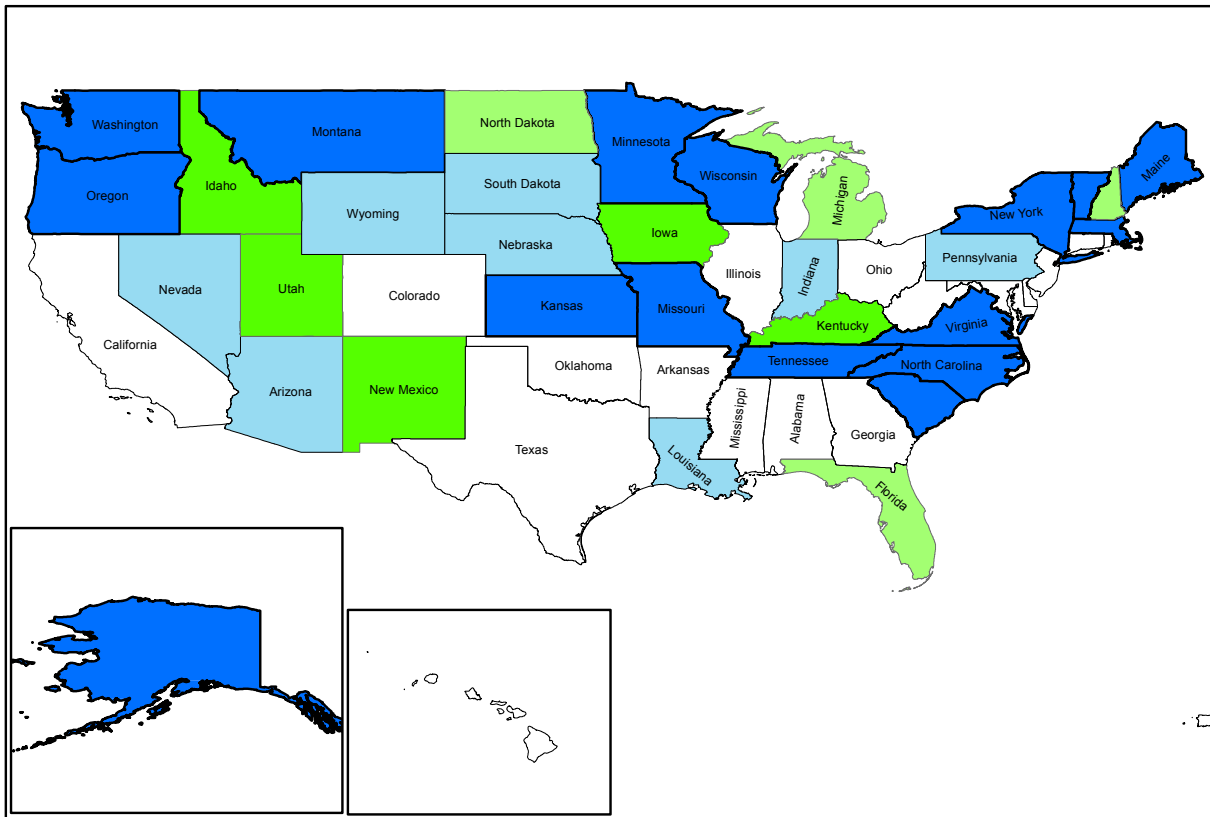 Washington
Montana
North Dakota
Minnesota
Maine
Oregon
Idaho
South Dakota
Wisconsin
Michigan
New York
Wyoming
Nebraska
Iowa
Pennsylvania
Nevada
Utah
Colorado
Kansas
Missouri
Illinois
Indiana
Ohio
Kentucky
Virginia
California
Arizona
New Mexico
Oklahoma
Arkansas
Tennessee
North Carolina
Texas
Louisiana
Mississippi
Alabama
Georgia
Florida